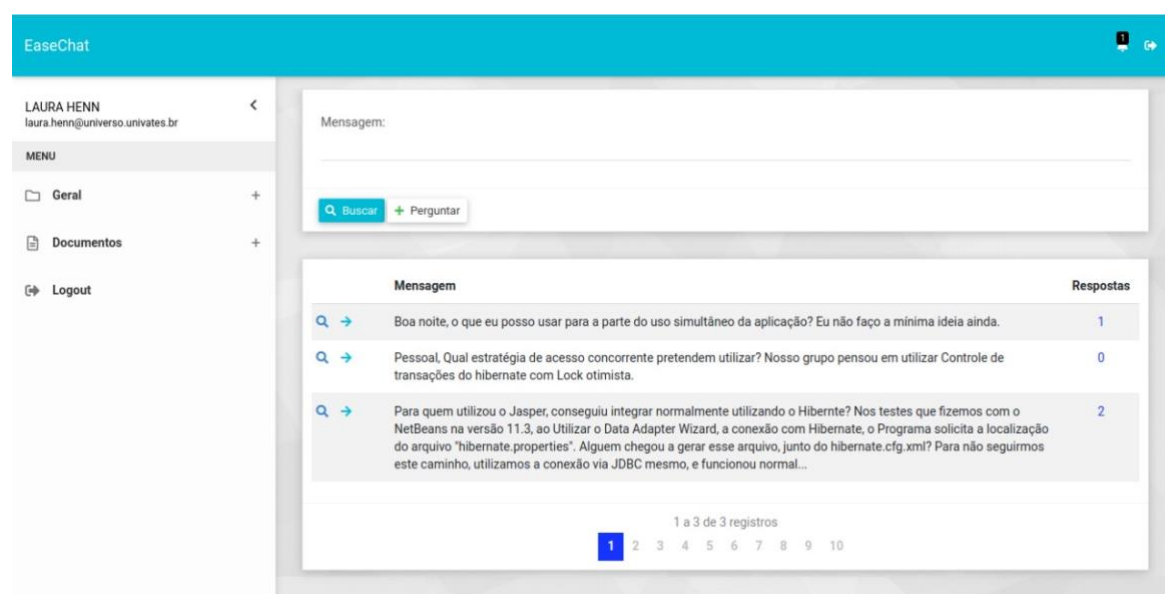 EaseChat
1
LAURA HENN
laura.henn@universo.univates.br
MENU
Geral
Documentos
Logout
Mensagem:
Buscar
Perguntar
Mensagem Respostas
Boa noite, o que eu posso usar para a parte do uso simultâneo da aplicação? Eu não faço a mínima ideia ainda. 1
Pessoal, Qual estratégia de acesso concorrente pretendem utilizar? Nosso grupo pensou em utilizar Controle de 0
transações do hibernate com Lock otimista.
Para quem utilizou o Jasper, conseguiu integrar normalmente utilizando o Hibernte? Nos testes que fizemos com o 2
NetBeans na versão 11.3, ao Utilizar o Data Adapter Wizard, a conexão com Hibernate, o Programa solicita a localização
do arquivo "hibernate.properties". Alguem chegou a gerar esse arquivo, junto do hibernate.cfg.xml? Para não seguirmos
este caminho, utilizamos a conexão via JDBC mesmo, e funcionou normal...
1 a 3 de 3 registros
1 2 3 4 5 6 7 8 9 10